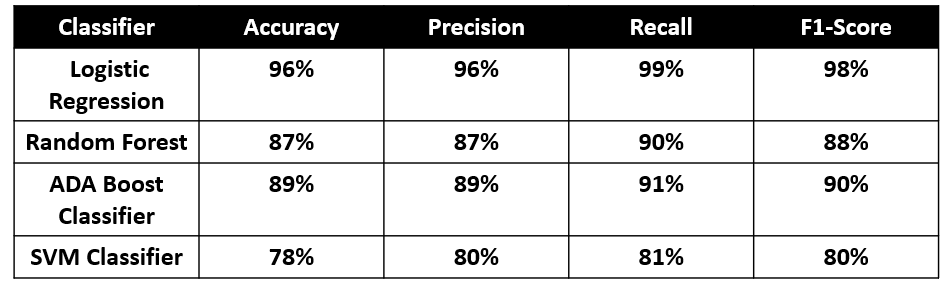 Classifier Accuracy Precision Recall F1-Score
Logistic
Regression 96% 96% 99% 98%
Random Forest 87% 87% 90% 88%
ADA Boost
Classifier 89% 89% 91% 90%
SVM Classifier 78% 80% 81% 80%